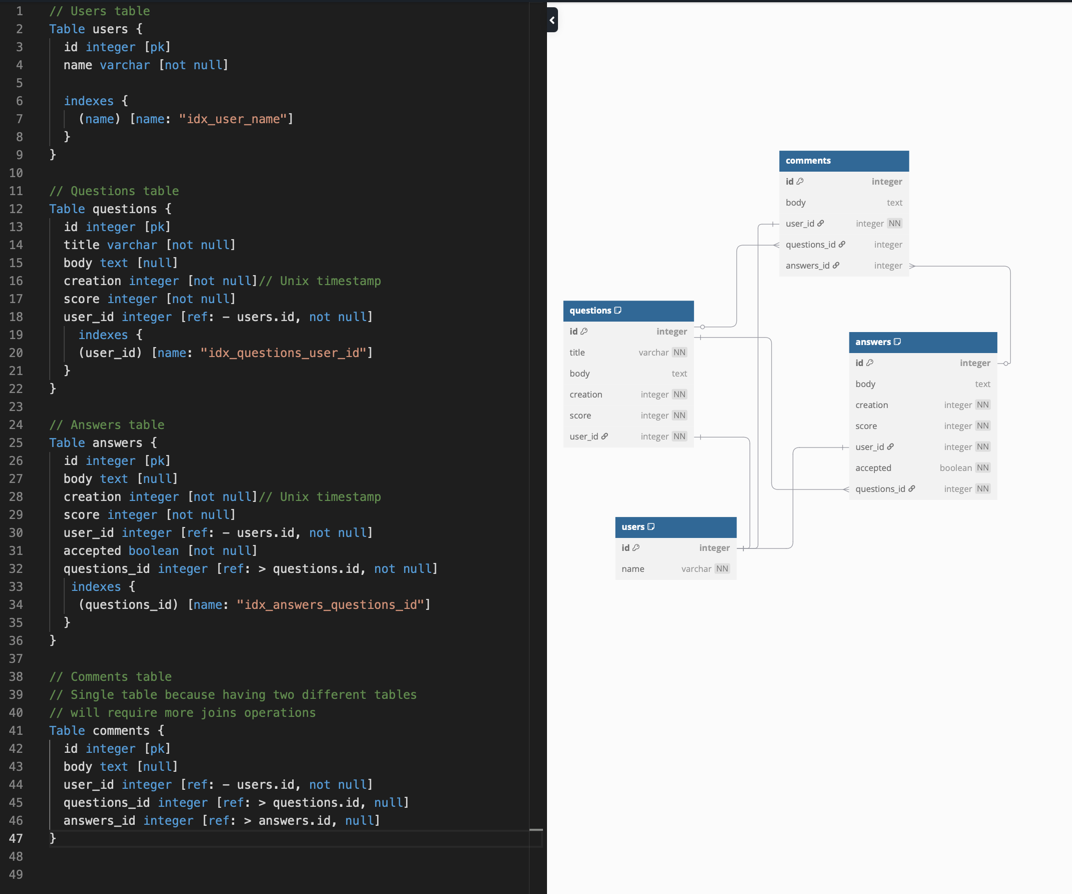 1 // Users table
2 Table users {
3 id integer [pk]
4 name varchar [not null]
5
6 indexes {
7 (name) [name: "idx_user_name"]
8 }
9 }
10
11 // Questions table
12 Table questions {
13 id integer [pk]
14 title varchar [not null]
15 body text [null]
16 creation integer [not null]// Unix timestamp
17 score integer [not null]
18 user_id integer [ref: - users.id, not null]
19 indexes {
20 (user_id) [name: "idx_questions_user_id"]
21 }
22 }
23
24 // Answers table
25 Table answers {
26 id integer [pk]
27 body text [null]
28 creation integer [not null]// Unix timestamp
29 score integer [not null]
30 user_id integer [ref: - users.id, not null]
31 accepted boolean [not null]
32 questions_id integer [ref: > questions.id, not null]
33 indexes {
34 (questions_id) [name: "idx_answers_questions_id"]
35 }
36 }
37
38 // Comments table
39 // Single table because having two different tables
40 // will require more joins operations
41 Table comments {
42 id integer [pk]
43 body text [null]
44 user_id integer [ref: - users.id, not null]
45 questions_id integer [ref: > questions.id, null]
46 answers_id integer [ref: > answers.id, null]
47 }
48
49
comments
id integer
body text
user_id integer NN
questions_id integer
answers_id integer
questions
id integer
title varchar NN
body text
creation integer NN
score integer NN
user_id integer NN
answers
id integer
body text
creation integer NN
score integer NN
user_id integer NN
accepted boolean NN
questions_id integer NN
users
id integer
name varchar NN